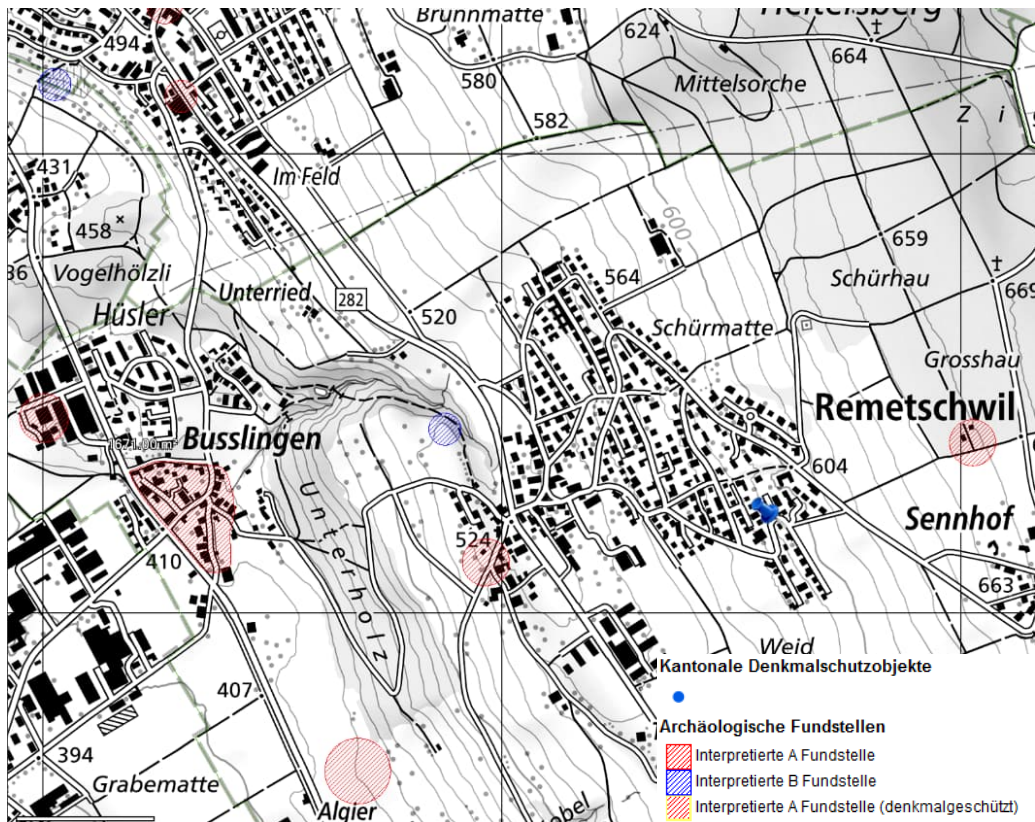 Brunnmatte
Heitersberg
494
624
664
580
Mittelsorche
582
Z i
431
Im Feld
458
659
600
Vogelhölzli
564
Schürhau
669
Unterried
282
520
Hüsler
Schürmatte
Grosshau
Remetschwil
Busslingen
604
Unterholz
Sennhof
524
410
663
Weid
407
394
Grabematte
Algier
Kantonale Denkmalschutzobjekte
Archäologische Fundstellen
Interpretierte A Fundstelle
Interpretierte B Fundstelle
Interpretierte A Fundstelle (denkmalgeschützt)